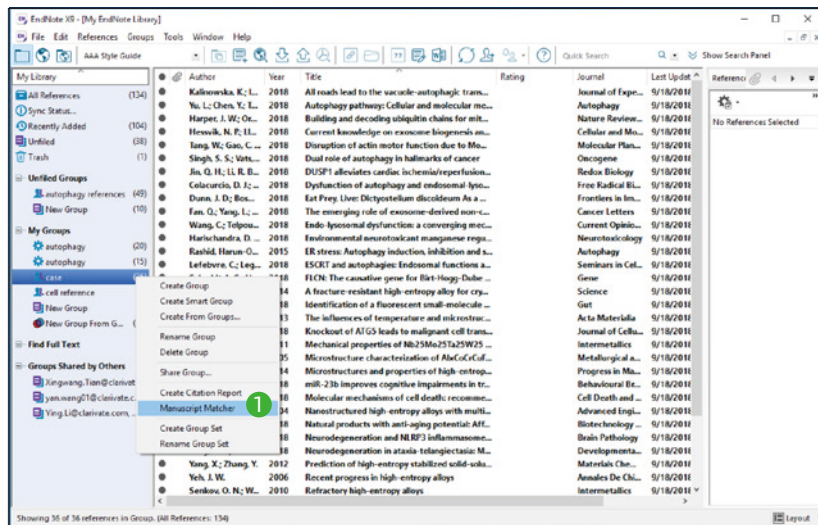 EndNote X9 - [My EndNote Library]
File Edit References Groups Tools Window Help
AAA Style Guide
Quick Search
Show Search Panel
My Library
All References (134)
Sync Status...
Recently Added (104)
Unfiled (38)
Trash (1)
Unfiled Groups
autophagy references (49)
New Group (10)
My Groups
autophagy (20)
autophagy (15)
case
cell reference
New Group
New Group From G...
Find Full Text
Groups Shared by Others
Xingwang.Tian@clarivat
yan.wang01@clarivate.c
Ying.Li@clarivate.com, ...
Create Group
Create Smart Group
Create From Groups...
Rename Group
Delete Group
Share Group...
Create Citation Report
Manuscript Matcher 1
Create Group Set
Rename Group Set
Author Year Title Rating Journal Last Updat
Kalinowska, K.; L... 2018 All roads lead to the vacuole-autophagic trans... Journal of Expe... 9/18/2018
Yu, L.; Chen, Y.; T... 2018 Autophagy pathway: Cellular and molecular me... Autophagy 9/18/2018
Harper, J. W.; Or... 2018 Building and decoding ubiquitin chains for mit... Nature Review... 9/18/2018
Hessvik, N. P.; Ll... 2018 Current knowledge on exosome biogenesis an... Cellular and Mo... 9/18/2018
Tang, W.; Gao, C. ... 2018 Disruption of actin motor function due to Mo... Molecular Plan... 9/18/2018
Singh, S. S.; Vats,... 2018 Dual role of autophagy in hallmarks of cancer Oncogene 9/18/2018
Jin, Q. H.; Li, R. B... 2018 DUSP1 alleviates cardiac ischemia/reperfusion... Redox Biology 9/18/2018
Colacurcio, D. J.; ... 2018 Dysfunction of autophagy and endosomal-lyso... Free Radical Bi... 9/18/2018
Dunn, J. D.; Bos... 2018 Eat Prey, Live: Dictyostelium discoideum As a ... Frontiers in Im... 9/18/2018
Fan, Q.; Yang, L.; ... 2018 The emerging role of exosome-derived non-c... Cancer Letters 9/18/2018
Wang, C.; Telpou... 2018 Endo-lysosomal dysfunction: a converging mec... Current Opinio... 9/18/2018
Harischandra, D. ... 2018 Environmental neurotoxicant manganese regu... Neurotoxicology 9/18/2018
Rashid, Harun-O... 2015 ER stress: Autophagy induction, inhibition and s... Autophagy 9/18/2018
Lefebvre, C.; Leg... 2018 ESCRT and autophagies: Endosomal functions a... Seminars in Cel... 9/18/2018
FLCN: The causative gene for Birt-Hogg-Dube ... Gene 9/18/2018
A fracture-resistant high-entropy alloy for cry... Science 9/18/2018
Identification of a fluorescent small-molecule ... Gut 9/18/2018
The influences of temperature and microstruc... Acta Materialia 9/18/2018
Knockout of ATG5 leads to malignant cell trans... Journal of Cellu... 9/18/2018
Mechanical properties of Nb25Mo25Ta25W25 ... Intermetallics 9/18/2018
Microstructure characterization of AlxCoCrCuf... Metallurgical a... 9/18/2018
Microstructures and properties of high-entrop... Progress in Ma... 9/18/2018
miR-23b improves cognitive impairments in tr... Behavioural Br... 9/18/2018
Molecular mechanisms of cell death: recomme... Cell Death and ... 9/18/2018
Nanostructured high-entropy alloys with multi... Advanced Engi... 9/18/2018
Natural products with anti-aging potential: Aff... Biotechnology ... 9/18/2018
Neurodegeneration and NLRP3 inflammasome... Brain Pathology 9/18/2018
Neurodegeneration in ataxia-telangiectasia: M... Developmenta... 9/18/2018
Yang, X.; Zhang, Y. 2012 Prediction of high-entropy stabilized solid-solu... Materials Che... 9/18/2018
Yeh, J. W. 2006 Recent progress in high-entropy alloys Annales De Chi... 9/18/2018
Senkov, O. N.; W... 2010 Refractory high-entropy alloys Intermetallics 9/18/2018
Referenc
No References Selected
Showing 36 of 36 references in Group. (All References: 134)
Layout